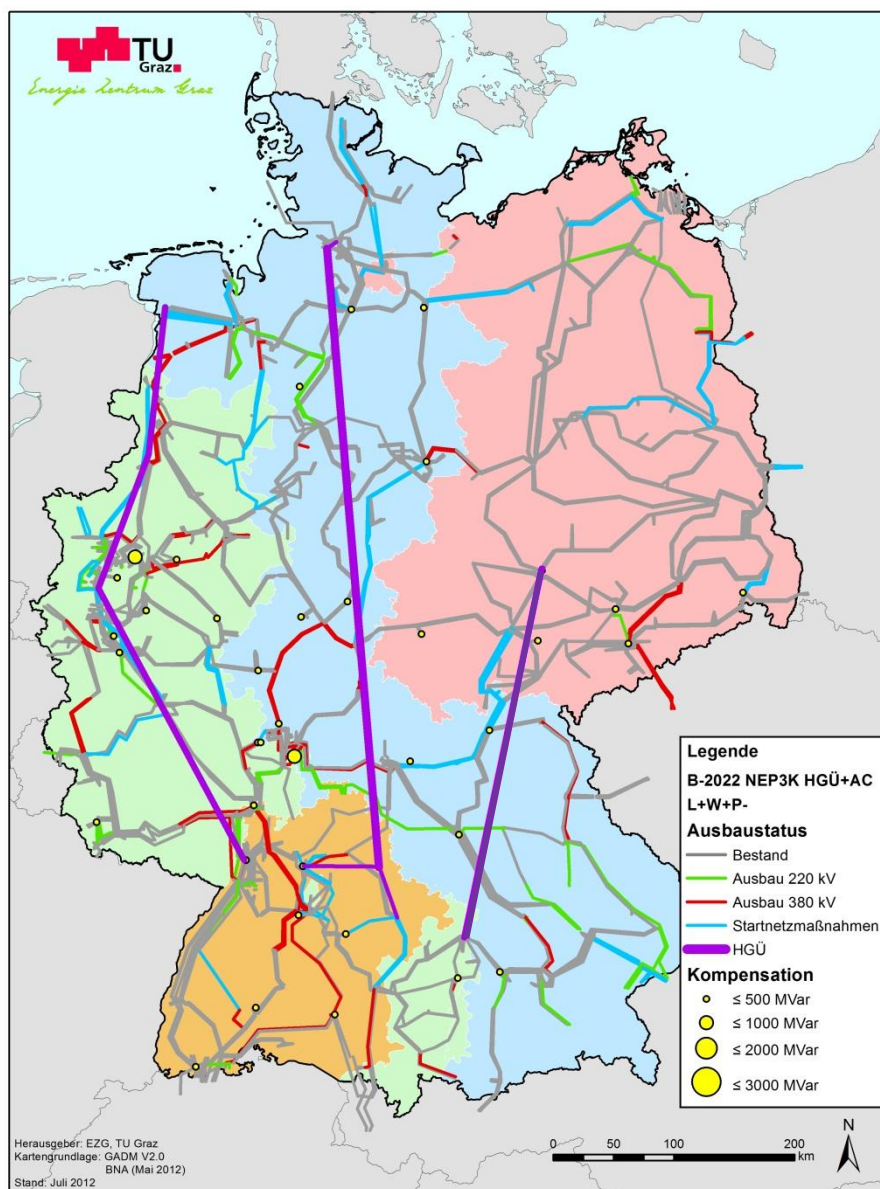 TU
Graz
Energie Zentrum Graz
Legende
B-2022 NEP3K HGÜ+AC
L+W+P-
Ausbaustatus
Bestand
Ausbau 220 kV
Ausbau 380 kV
Startnetzmaßnahmen
HGÜ
Kompensation
≤ 500 MVar
≤ 1000 MVar
≤ 2000 MVar
≤ 3000 MVar
Herausgeber: EZG, TU Graz
Kartengrundlage: GADM V2.0
BNA (Mai 2012)
Stand: Juli 2012
0 50 100 200
km
N